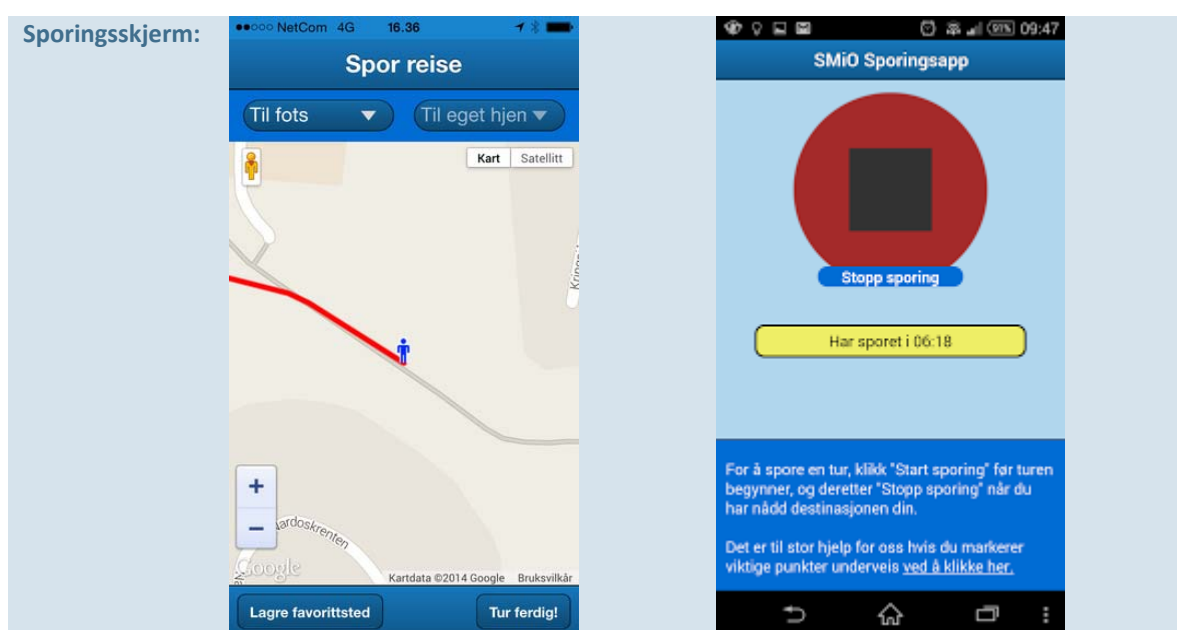 Sporingsskjerm:
NetCom 4G 16.36
Spor reise
Til fots
Til eget hjen
Kart Satellitt
+
−
Google
Kartdata ©2014 Google Bruksvilkår
Lagre favorittsted
Tur ferdig!
91% 09:47
SMiO Sporingsapp
Stopp sporing
Har sporet i 06:18
For å spore en tur, klikk "Start sporing" før turen
begynner, og deretter "Stopp sporing" når du
har nådd destinasjonen din.
Det er til stor hjelp for oss hvis du markerer
viktige punkter underveis ved å klikke her.